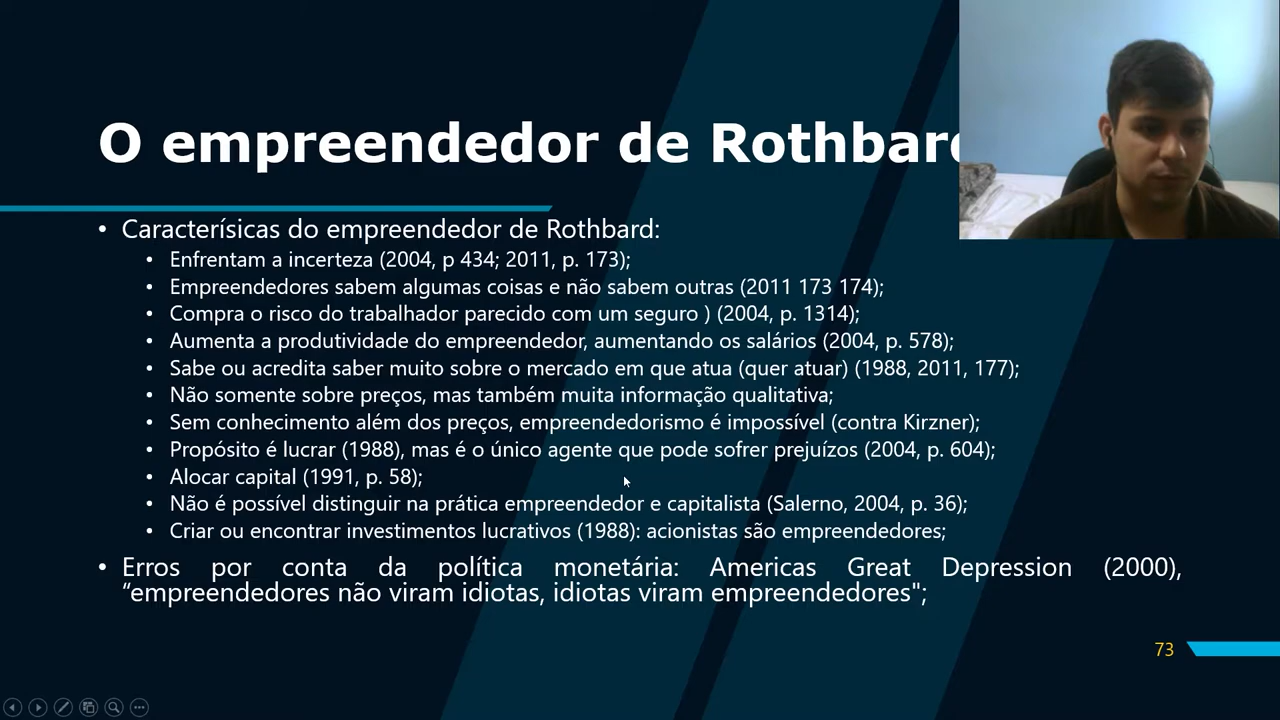 O empreendedor de Rothbard
• Caracterísicas do empreendedor de Rothbard:
• Enfrentam a incerteza (2004, p 434; 2011, p. 173);
• Empreendedores sabem algumas coisas e não sabem outras (2011 173 174);
• Compra o risco do trabalhador parecido com um seguro ) (2004, p. 1314);
• Aumenta a produtividade do empreendedor, aumentando os salários (2004, p. 578);
• Sabe ou acredita saber muito sobre o mercado em que atua (quer atuar) (1988, 2011, 177);
• Não somente sobre preços, mas também muita informação qualitativa;
• Sem conhecimento além dos preços, empreendedorismo é impossível (contra Kirzner);
• Propósito é lucrar (1988), mas é o único agente que pode sofrer prejuízos (2004, p. 604);
• Alocar capital (1991, p. 58);
• Não é possível distinguir na prática empreendedor e capitalista (Salerno, 2004, p. 36);
• Criar ou encontrar investimentos lucrativos (1988): acionistas são empreendedores;
• Erros por conta da política monetária: Americas Great Depression (2000),
“empreendedores não viram idiotas, idiotas viram empreendedores";
73